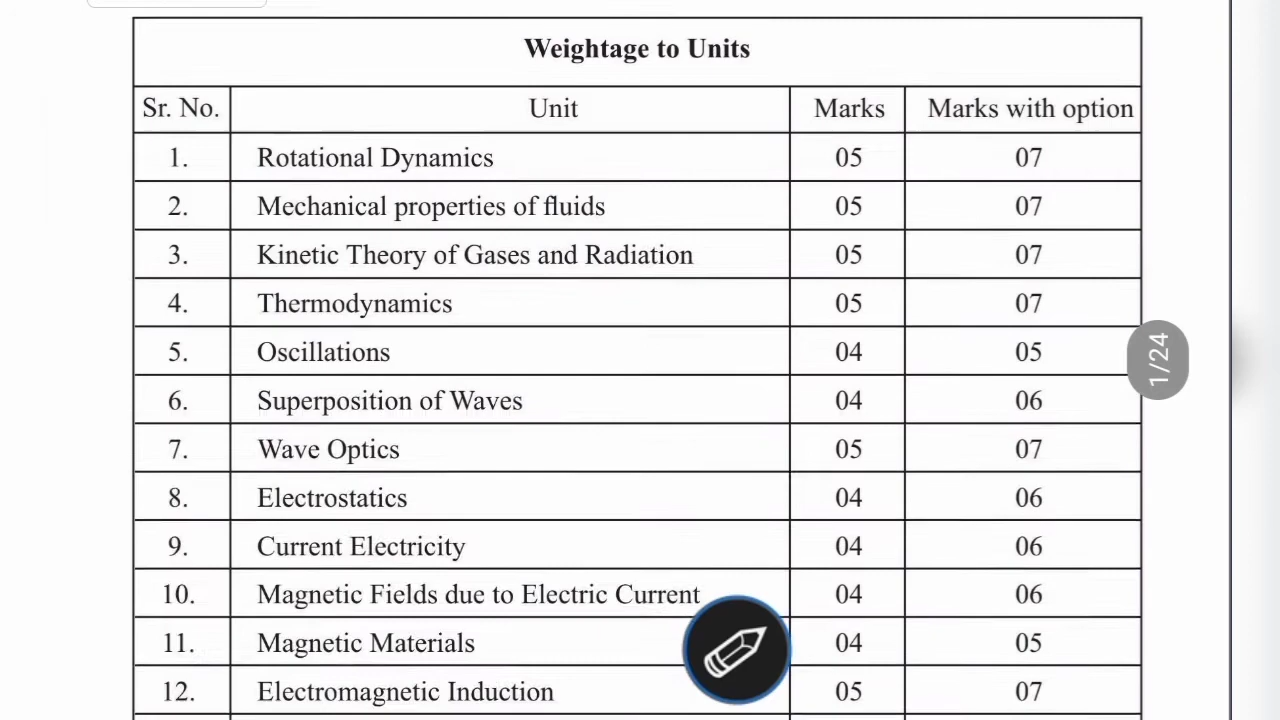 Weightage to Units
Sr. No. Unit Marks Marks with option
1. Rotational Dynamics 05 07
2. Mechanical properties of fluids 05 07
3. Kinetic Theory of Gases and Radiation 05 07
4. Thermodynamics 05 07
5. Oscillations 04 05
6. Superposition of Waves 04 06
7. Wave Optics 05 07
8. Electrostatics 04 06
9. Current Electricity 04 06
10. Magnetic Fields due to Electric Current 04 06
11. Magnetic Materials 04 05
12. Electromagnetic Induction 05 07
1/24